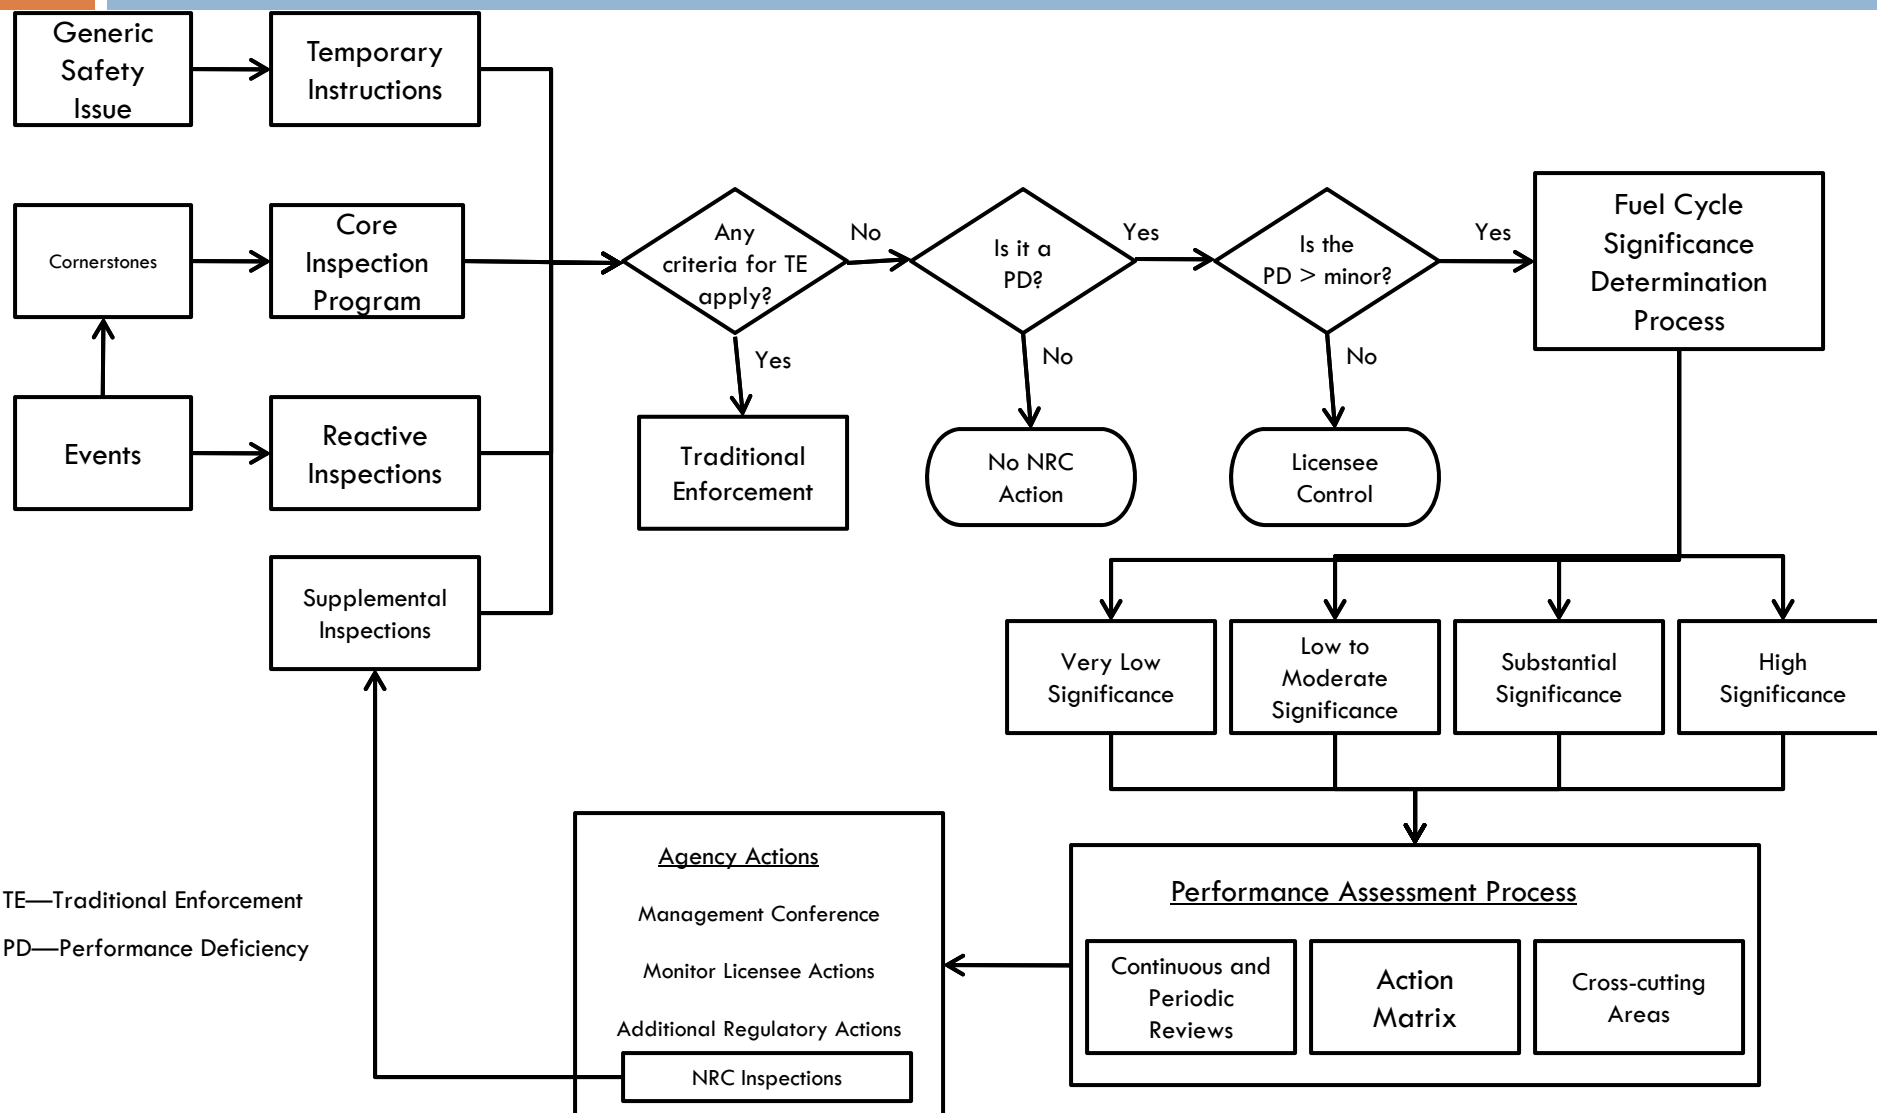 Generic
Safety
Issue
Temporary
Instructions
Cornerstones
Core
Inspection
Program
Any
criteria for TE
apply?
No
Is it a
PD?
Yes
Is the
PD > minor?
Yes
Fuel Cycle
Significance
Determination
Process
Yes
No
No
Events
Reactive
Inspections
Traditional
Enforcement
No NRC
Action
Licensee
Control
Supplemental
Inspections
Very Low
Significance
Low to
Moderate
Significance
Substantial
Significance
High
Significance
TE—Traditional Enforcement
PD—Performance Deficiency
Agency Actions
Management Conference
Monitor Licensee Actions
Additional Regulatory Actions
NRC Inspections
Performance Assessment Process
Continuous and
Periodic
Reviews
Action
Matrix
Cross-cutting
Areas